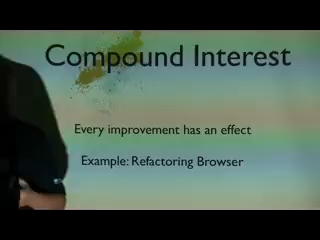 Compound Interest
Every improvement has an effect
Example: Refactoring Browser